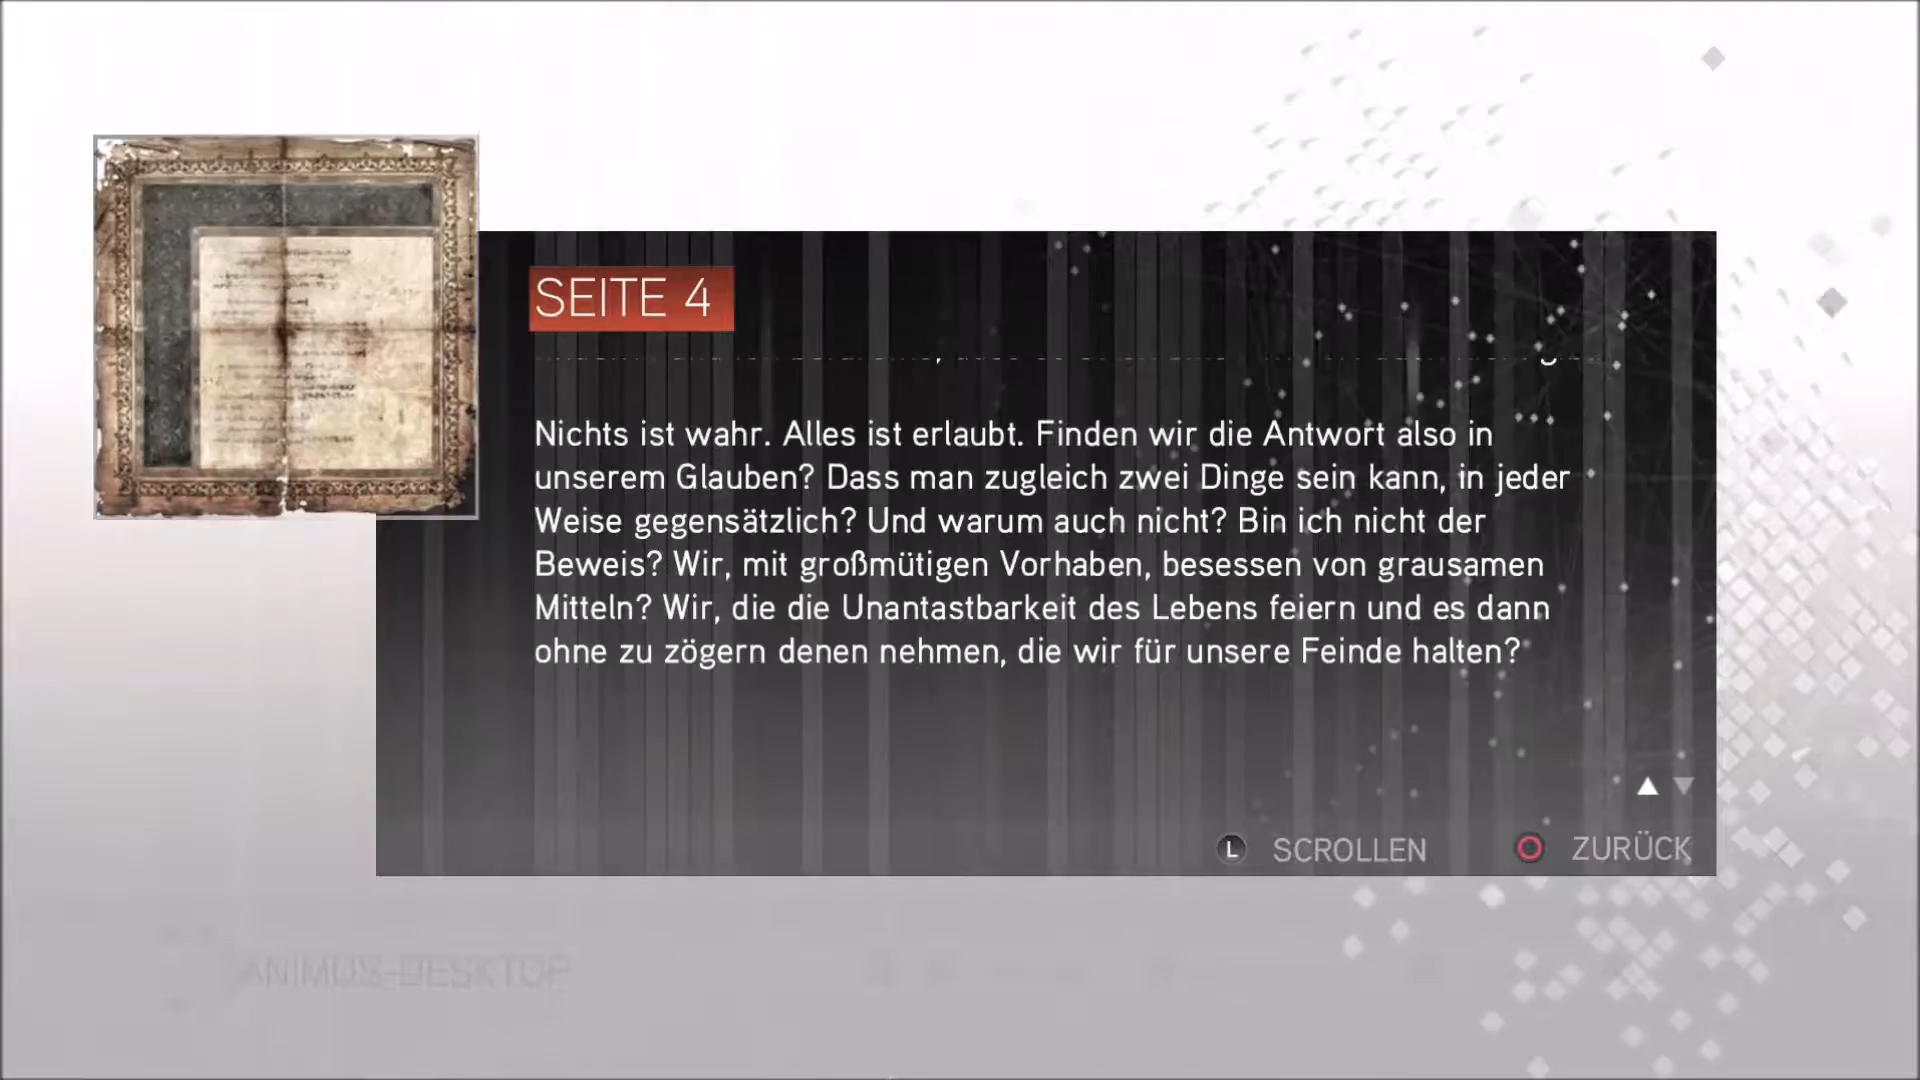 SEITE 4
Nichts ist wahr. Alles ist erlaubt. Finden wir die Antwort also in
unserem Glauben? Dass man zugleich zwei Dinge sein kann, in jeder
Weise gegensätzlich? Und warum auch nicht? Bin ich nicht der
Beweis? Wir, mit großmütigen Vorhaben, besessen von grausamen
Mitteln? Wir, die die Unantastbarkeit des Lebens feiern und es dann
ohne zu zögern denen nehmen, die wir für unsere Feinde halten?
L SCROLLEN ZURÜCK
ANIMUS-DESKTOP